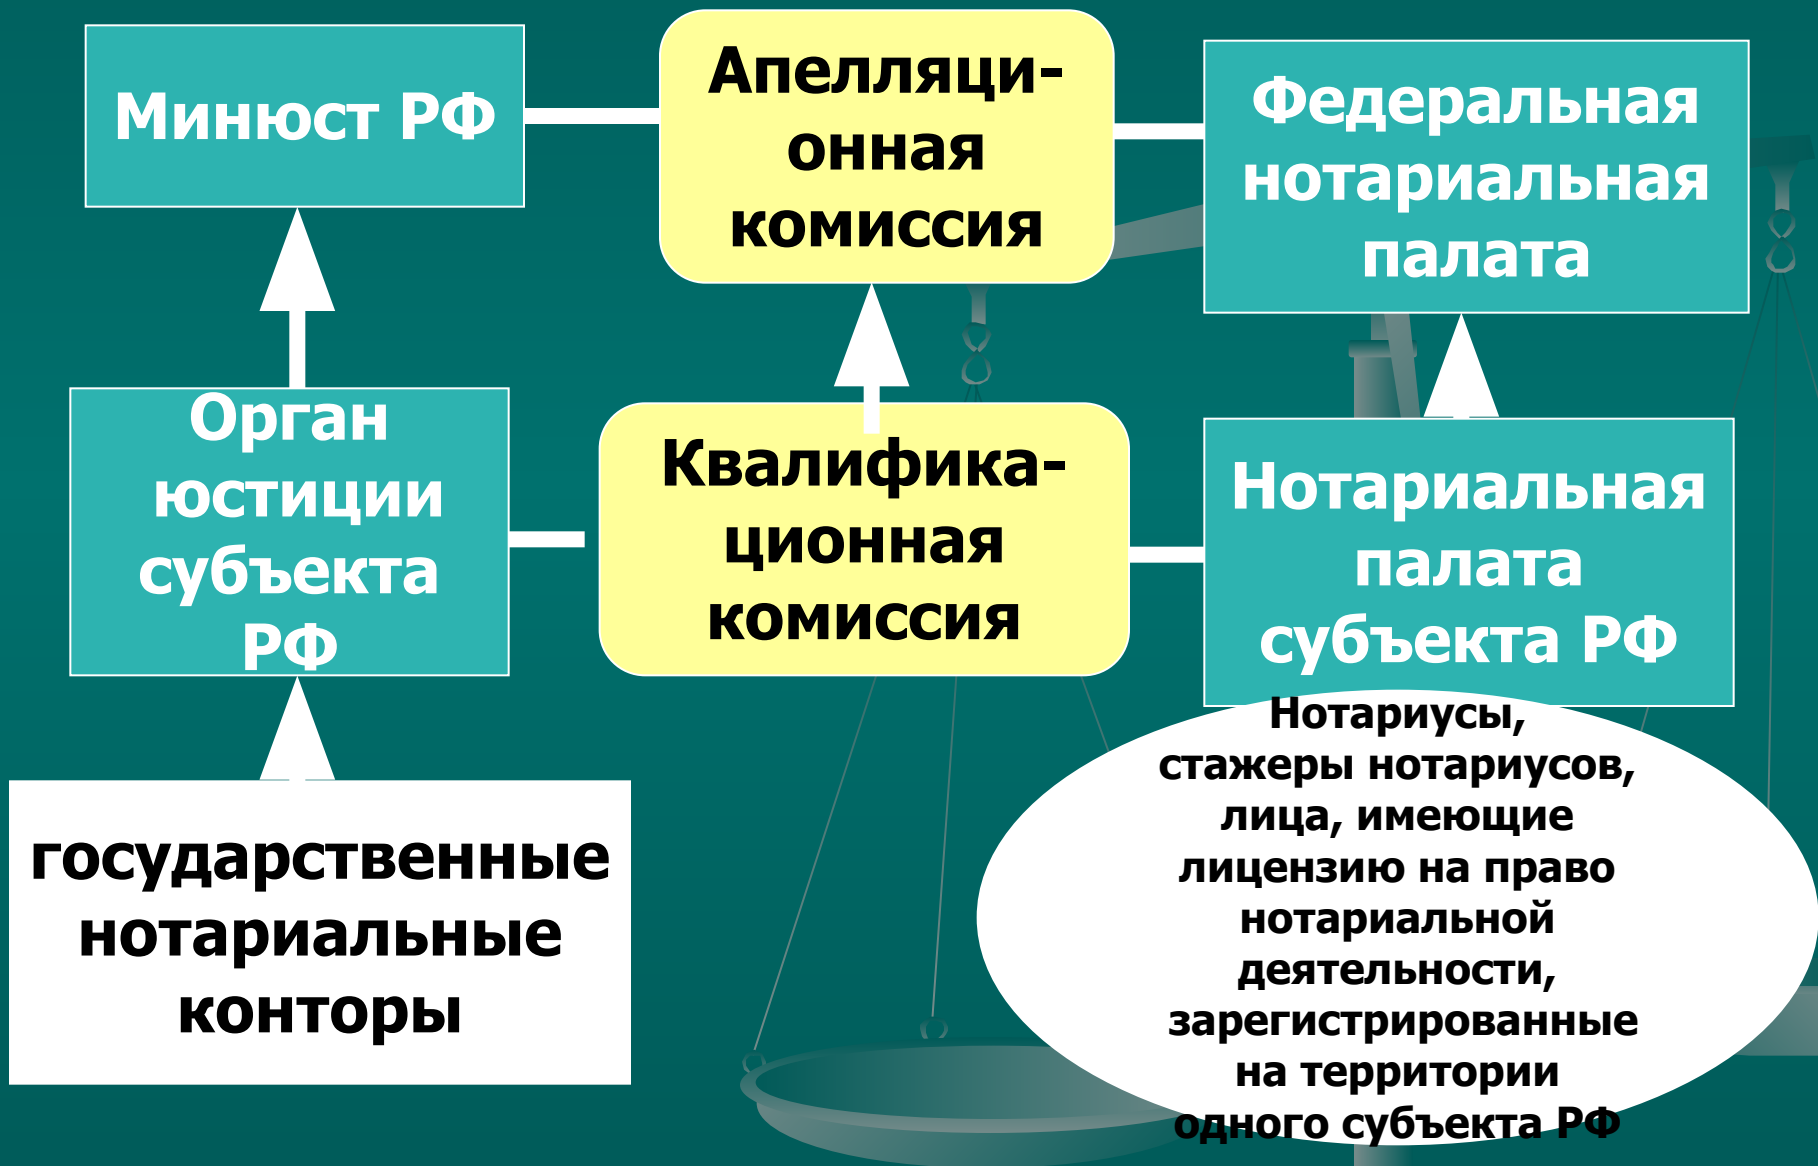 Минюст РФ
Апелляци-
онная
комиссия
Федеральная
нотариальная
палата
Орган
юстиции
субъекта
РФ
Квалифика-
ционная
комиссия
Нотариальная
палата
субъекта РФ
государственные
нотариальные
конторы
Нотариусы,
стажеры нотариусов,
лица, имеющие
лицензию на право
нотариальной
деятельности,
зарегистрированные
на территории
одного субъекта РФ